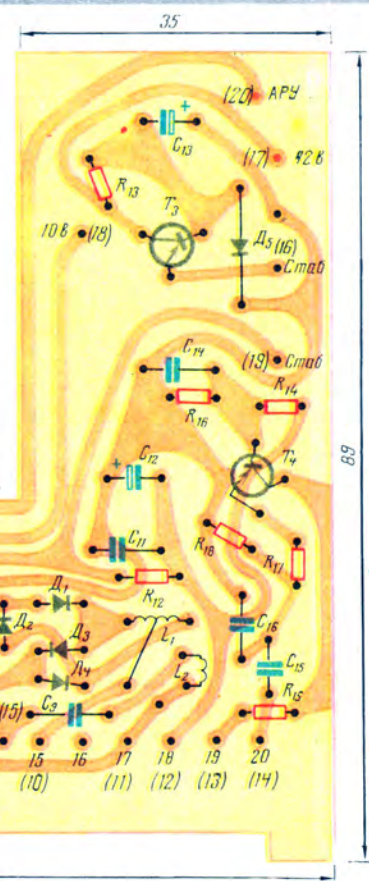 35
(20) АРУ
+
C13
(17) 12 В
R13
T3
10 В (18)
Д5 (16)
Стаб
89
C14
(19) Стаб
R14
R16
T4
+
C12
C11
R18
R17
R12
Д1
Д2
Д3
Д4
L1
C16
L2
C15
(15)
C9
R15
15
16
17
18
19
20
(10)
(11)
(12)
(13)
(14)